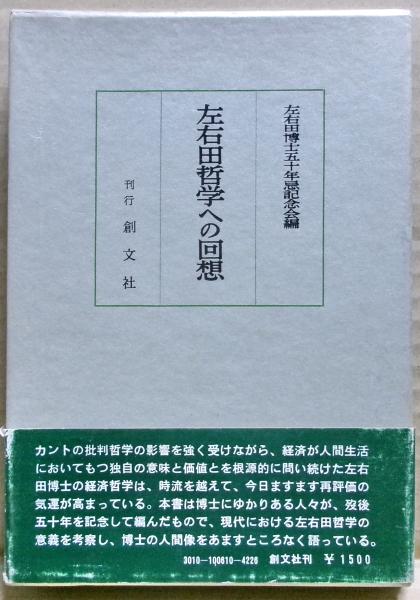 左右田博士五十年忌記念会編
左右田哲学への回想
刊行 創文社
カントの批判哲学の影響を強く受けながら、経済が人間生活
においてもつ独自の意味と価値とを根源的に問い続けた左右
田博士の経済哲学は、時流を越えて、今日ますます再評価の
気運が高まっている。本書は博士にゆかりある人々が、歿後
五十年を記念して編んだもので、現代における左右田哲学の
意義を考察し、博士の人間像をあますところなく語っている。
3010-100610-4226 創文社刊 ￥1500